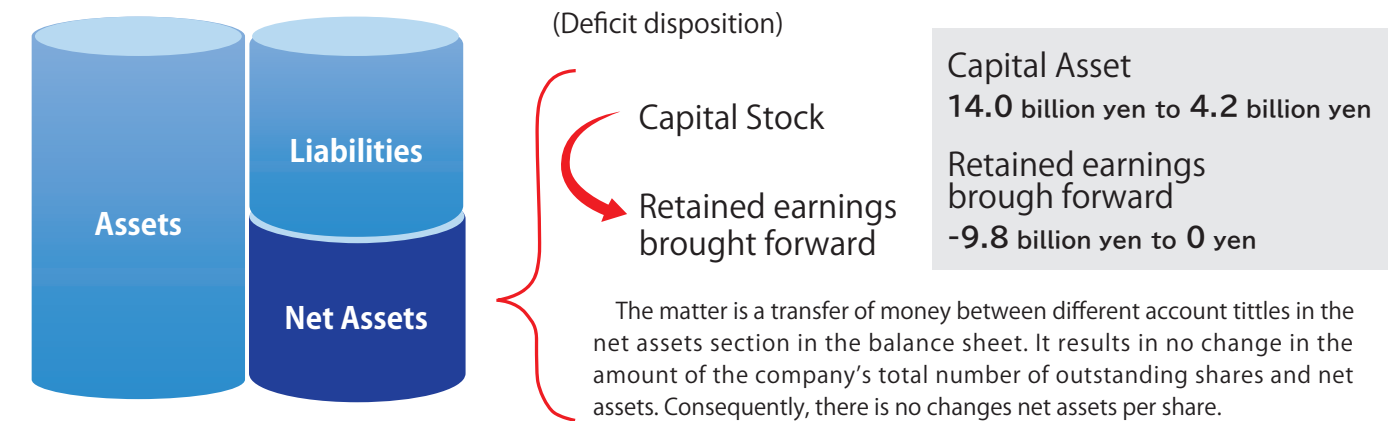 Assets
Liabilities
Net Assets
(Deficit disposition)
Capital Stock
Retained earnings
brought forward
Capital Asset
14.0 billion yen to 4.2 billion yen
Retained earnings
brough forward
-9.8 billion yen to 0 yen
The matter is a transfer of money between different account tittles in the
net assets section in the balance sheet. It results in no change in the
amount of the company’s total number of outstanding shares and net
assets. Consequently, there is no changes net assets per share.